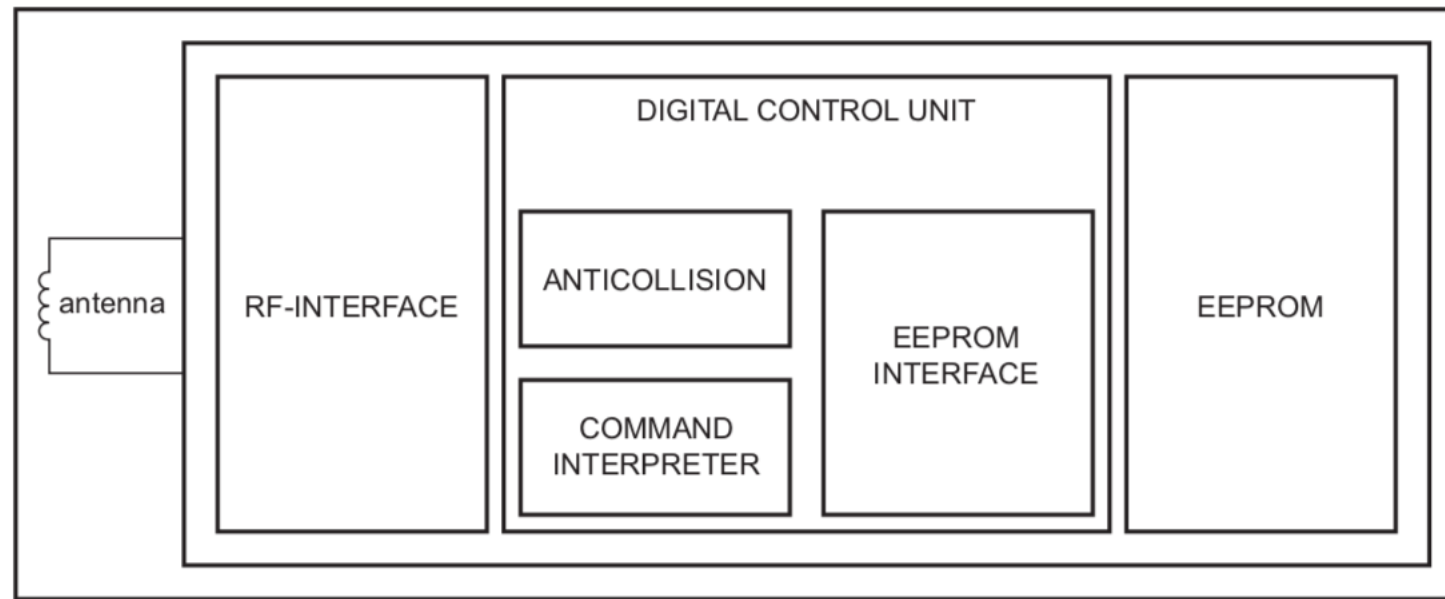 DIGITAL CONTROL UNIT
antenna
RF-INTERFACE
ANTICOLLISION
COMMAND
INTERPRETER
EEPROM
INTERFACE
EEPROM